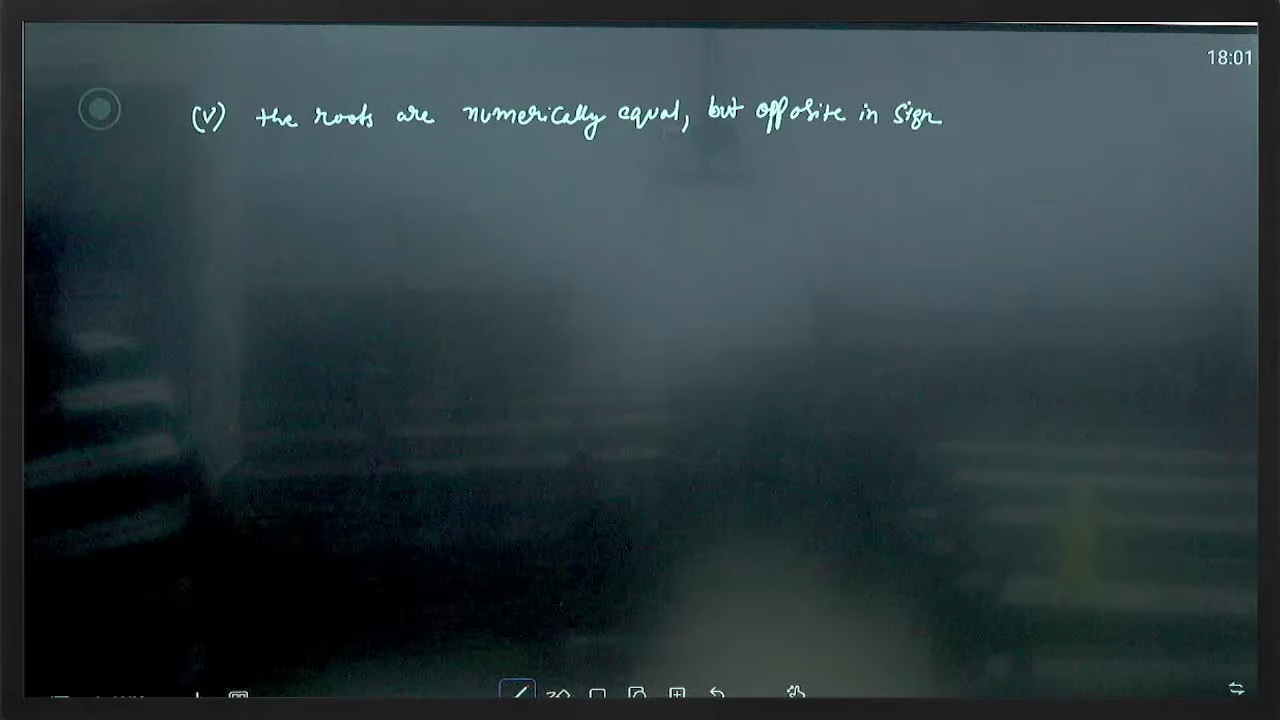 18:01
(v) the roots are numerically equal, but opposite in sign